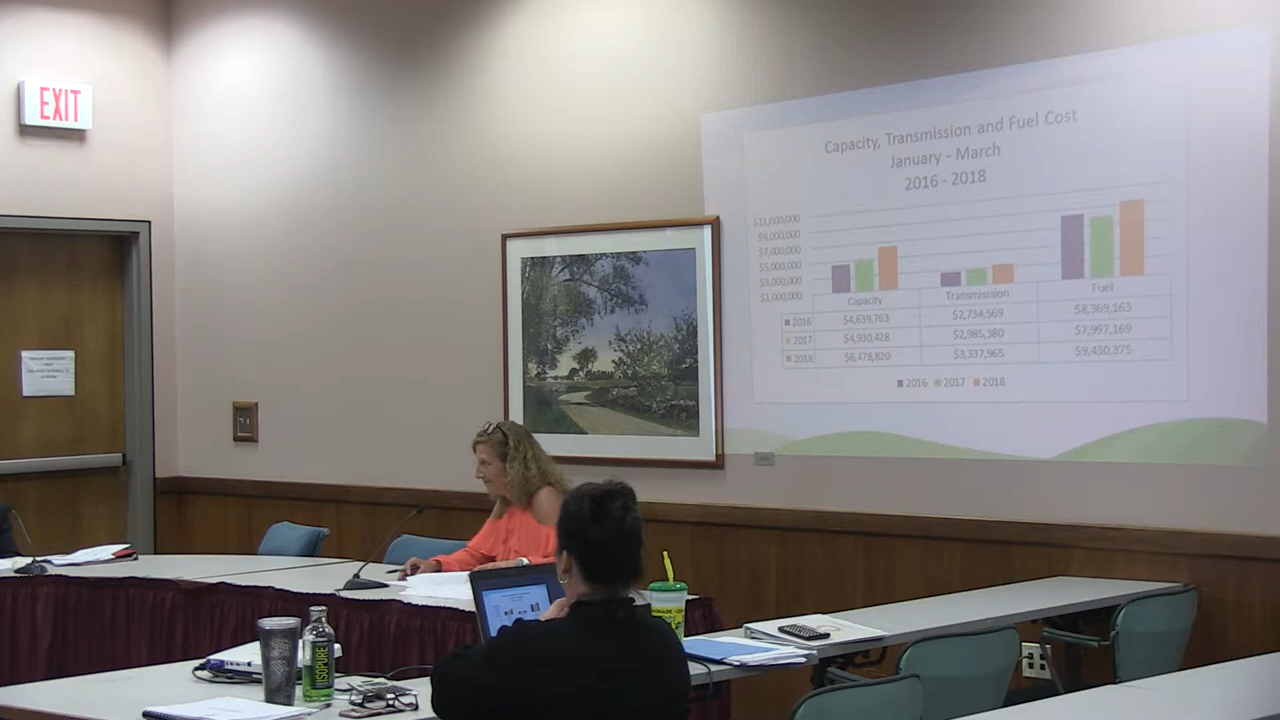 EXIT
Capacity, Transmission and Fuel Cost
January - March
2016 - 2018
$11,000,000
$9,000,000
$7,000,000
$5,000,000
$3,000,000
$1,000,000
Capacity Transmisssion Fuel
2016 $4,639,763 $2,734,569 $8,369,163
2017 $4,930,428 $2,985,380 $7,997,169
2018 $6,478,820 $3,337,965 $9,430,375
2016 2017 2018
ISOPURE